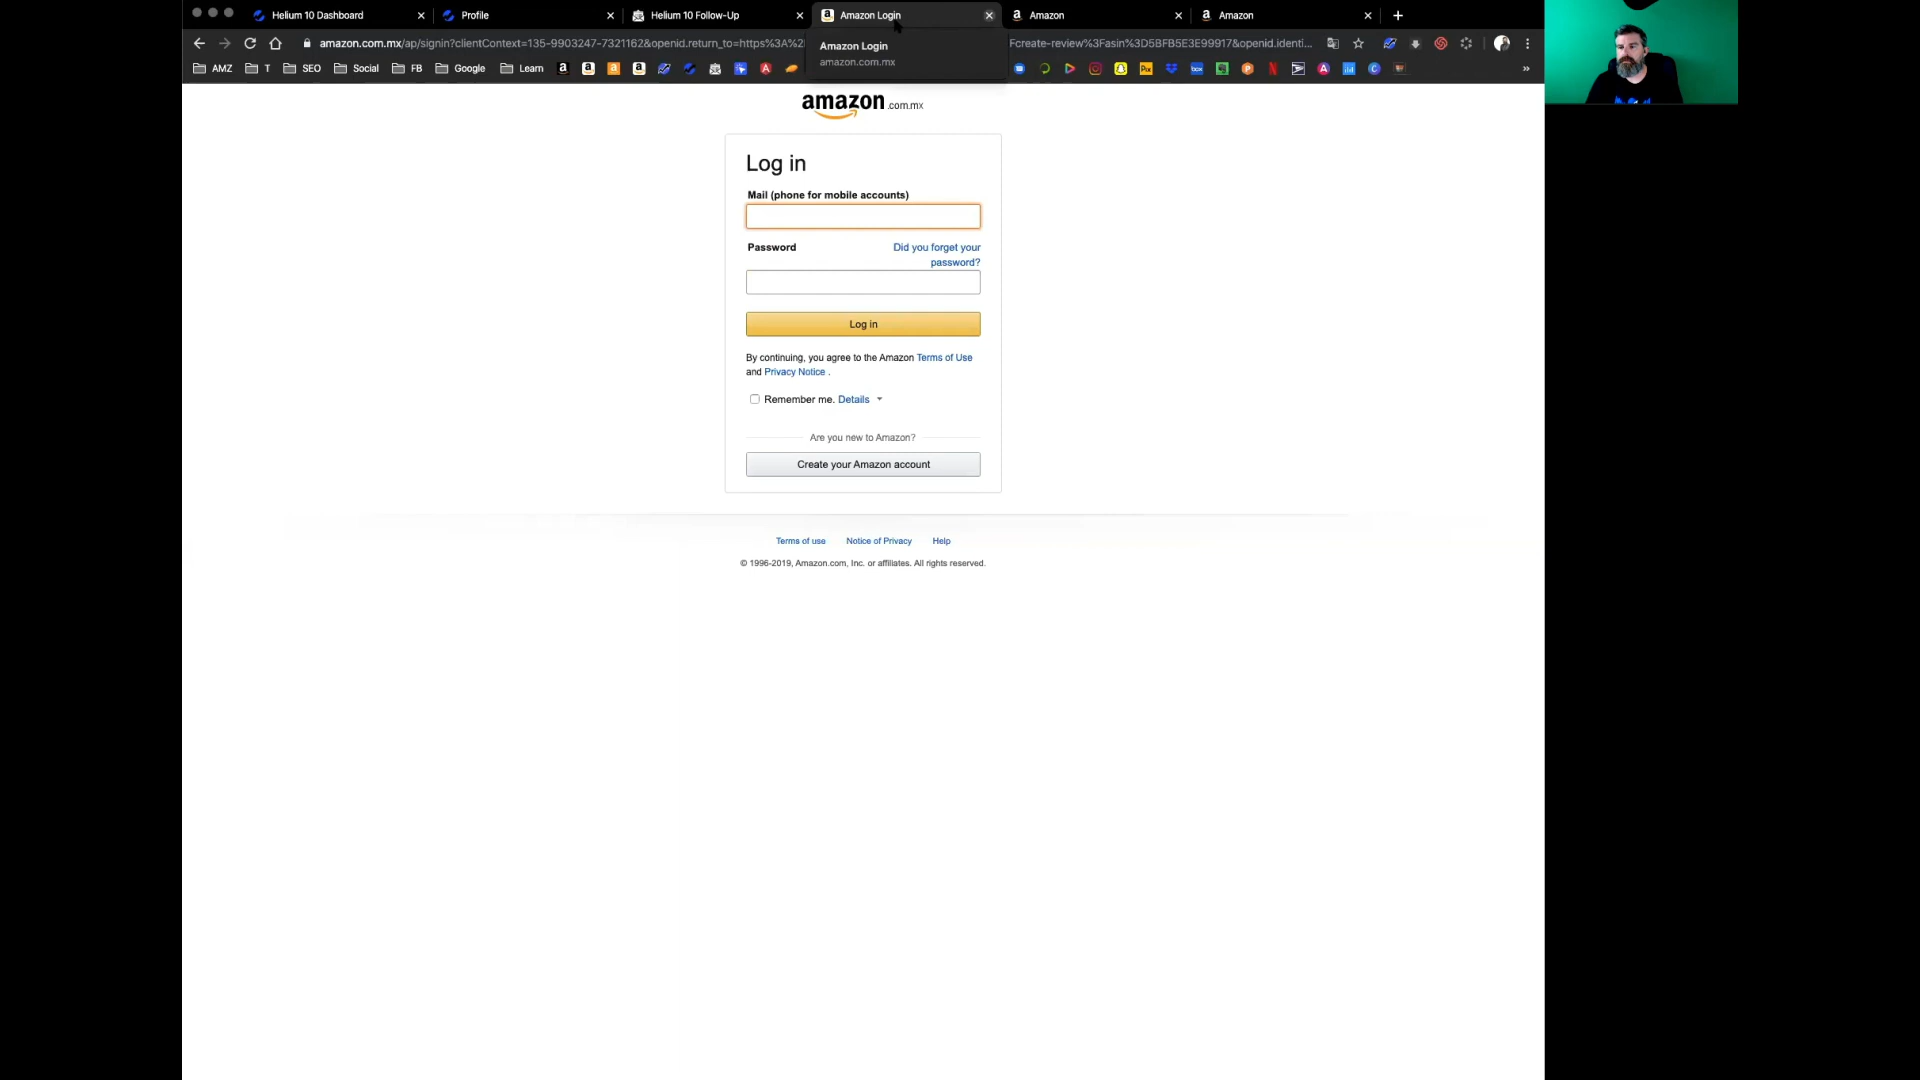 Helium 10 Dashboard
Profile
Helium 10 Follow-Up
Amazon Login
Amazon
Amazon
amazon.com.mx/ap/signin?clientContext=135-9903247-7321162&openid.return_to=https%3A%2
Fcreate-review%3Fasin%3D5BFB5E3E99917&openid.identi...
Amazon Login
amazon.com.mx
AMZ
T
SEO
Social
FB
Google
Learn
»
amazon.com.mx
Log in
Mail (phone for mobile accounts)
Password
Did you forget your
password?
Log in
By continuing, you agree to the Amazon Terms of Use
and Privacy Notice .
Remember me. Details
Are you new to Amazon?
Create your Amazon account
Terms of use
Notice of Privacy
Help
© 1996-2019, Amazon.com, Inc. or affiliates. All rights reserved.